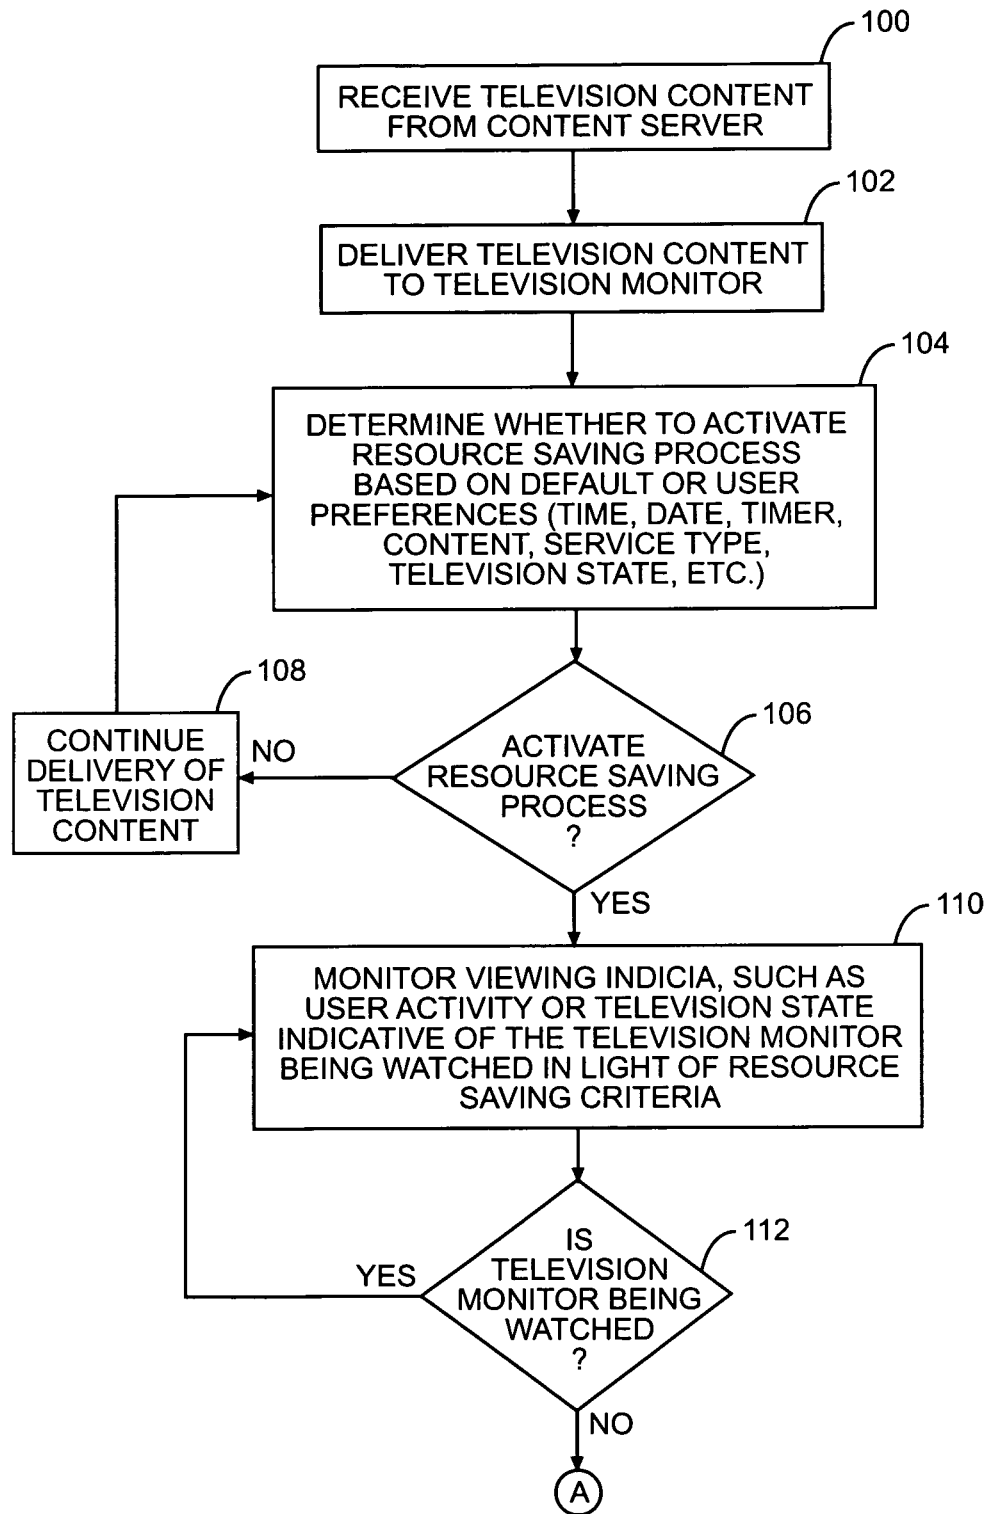 100
RECEIVE TELEVISION CONTENT
FROM CONTENT SERVER
102
DELIVER TELEVISION CONTENT
TO TELEVISION MONITOR
104
DETERMINE WHETHER TO ACTIVATE
RESOURCE SAVING PROCESS
BASED ON DEFAULT OR USER
PREFERENCES (TIME, DATE, TIMER,
CONTENT, SERVICE TYPE,
TELEVISION STATE, ETC.)
108
CONTINUE
DELIVERY OF
TELEVISION
CONTENT
NO
106
ACTIVATE
RESOURCE SAVING
PROCESS
?
YES
110
MONITOR VIEWING INDICIA, SUCH AS
USER ACTIVITY OR TELEVISION STATE
INDICATIVE OF THE TELEVISION MONITOR
BEING WATCHED IN LIGHT OF RESOURCE
SAVING CRITERIA
112
YES
IS
TELEVISION
MONITOR BEING
WATCHED
?
NO
A